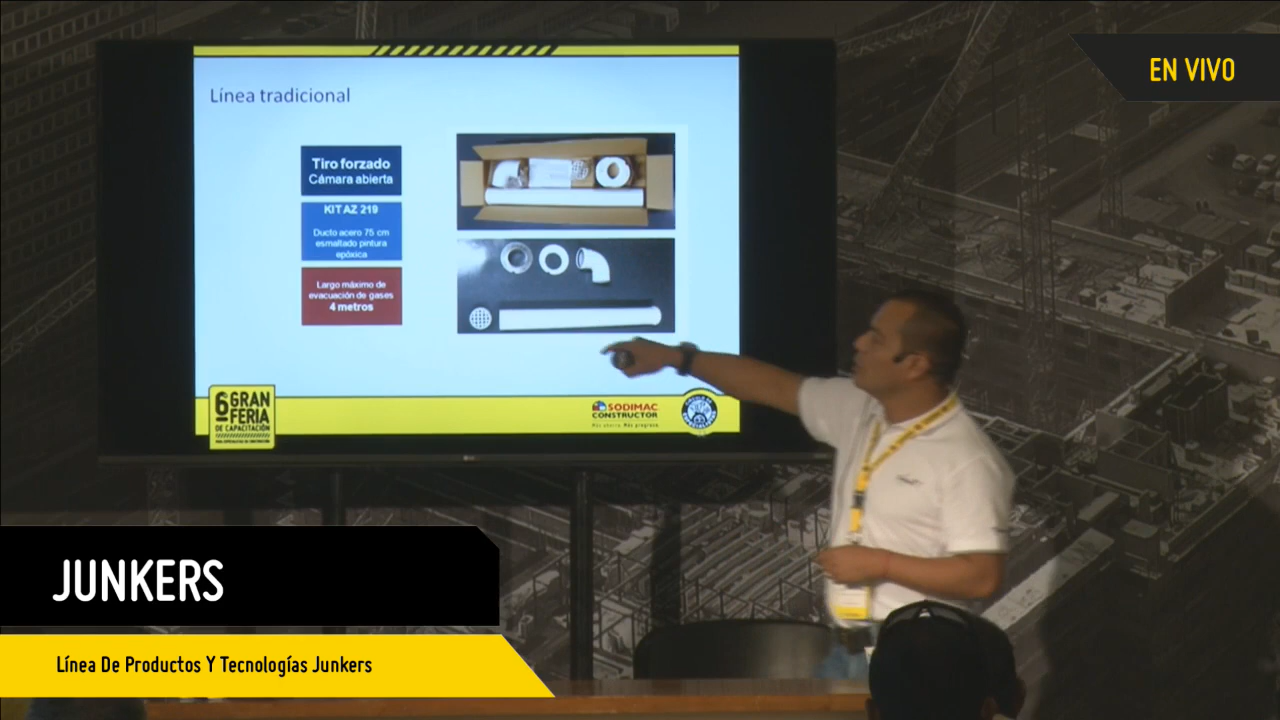 EN VIVO
Línea tradicional
Tiro forzado
Cámara abierta
KIT AZ 219
Ducto acero 75 cm
esmaltado pintura
epóxica
Largo máximo de
evacuación de gases
4 metros
6 GRAN
FERIA
DE CAPACITACIÓN
SODIMAC
CONSTRUCTOR
JUNKERS
Línea De Productos Y Tecnologías Junkers